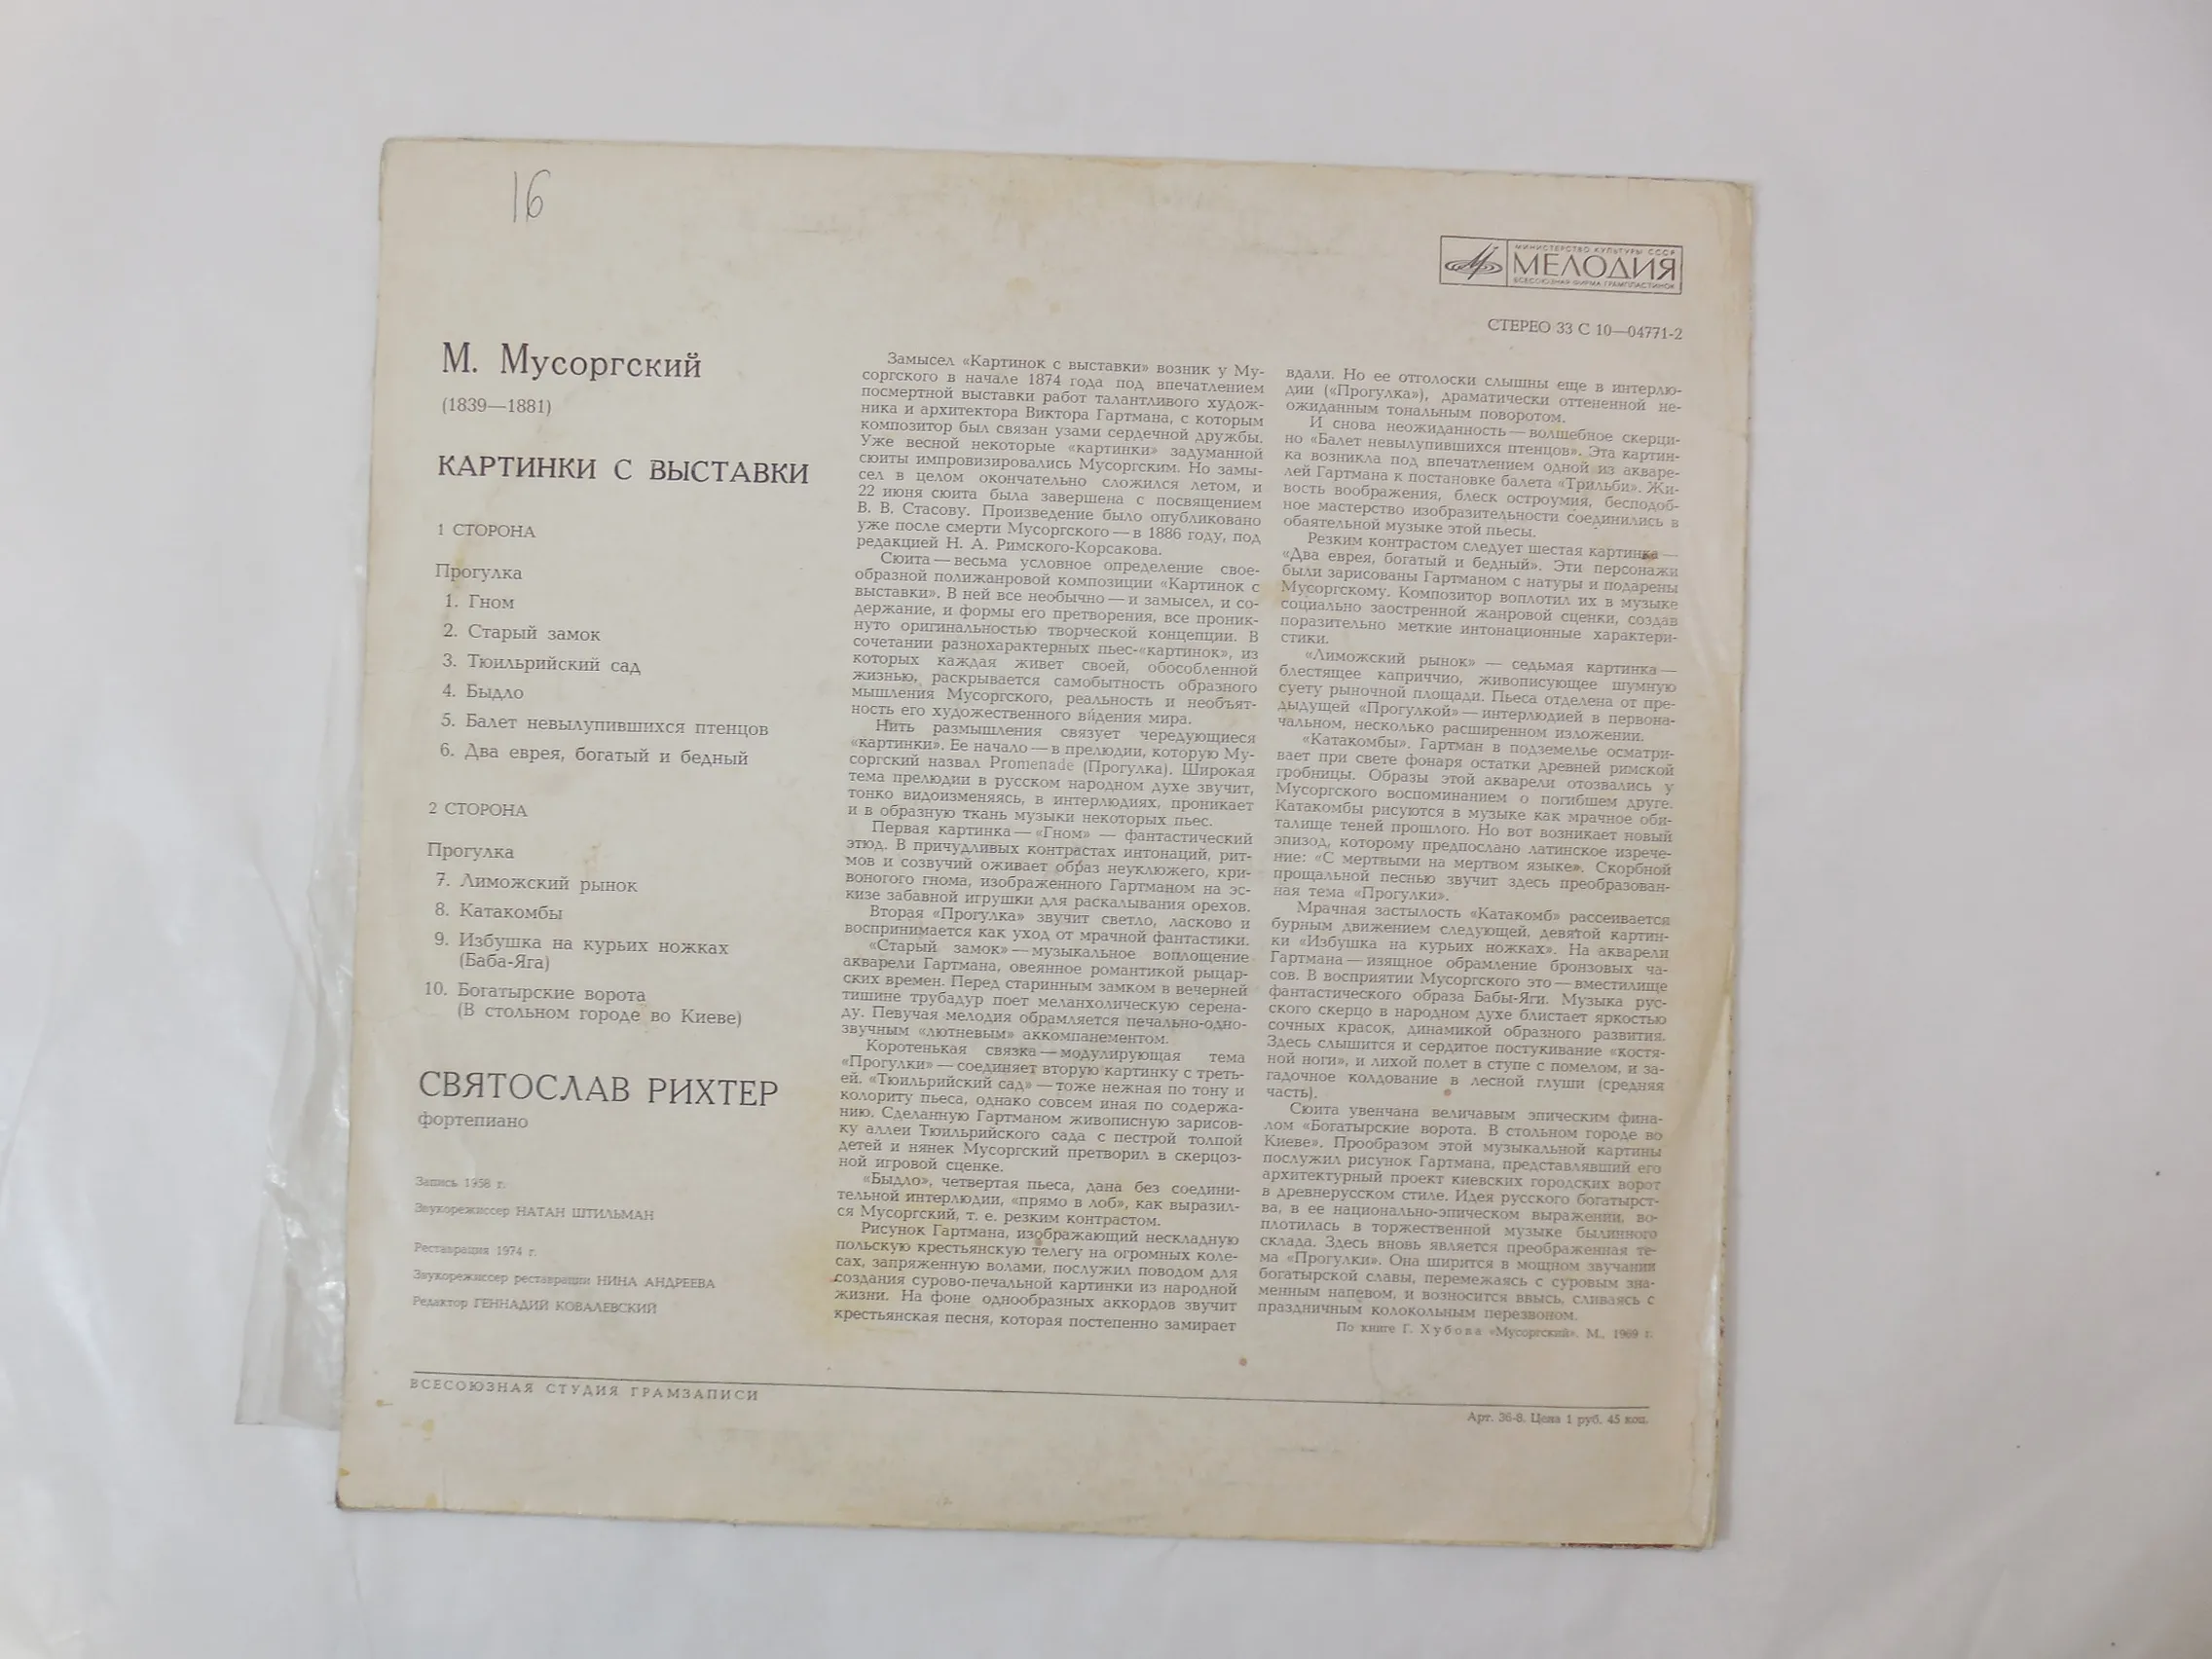 16
МИНИСТЕРСТВО КУЛЬТУРЫ СССР
МЕЛОДИЯ
ВСЕСОЮЗНАЯ ФИРМА ГРАМПЛАСТИНОК
СТЕРЕО 33 С 10—04771-2
М. Мусоргский
(1839—1881)
КАРТИНКИ С ВЫСТАВКИ
1 СТОРОНА
Прогулка
1. Гном
2. Старый замок
3. Тюильрийский сад
4. Быдло
5. Балет невылупившихся птенцов
6. Два еврея, богатый и бедный
2 СТОРОНА
Прогулка
7. Лиможский рынок
8. Катакомбы
9. Избушка на курьих ножках
(Баба-Яга)
10. Богатырские ворота
(В стольном городе во Киеве)
СВЯТОСЛАВ РИХТЕР
фортепиано
Запись 1958 г.
Звукорежиссер НАТАН ШТИЛЬМАН
Реставрация 1974 г.
Звукорежиссер реставрации НИНА АНДРЕЕВА
Редактор ГЕННАДИЙ КОВАЛЕВСКИЙ
Замысел «Картинок с выставки» возник у Му-
соргского в начале 1874 года под впечатлением
посмертной выставки работ талантливого худож-
ника и архитектора Виктора Гартмана, с которым
композитор был связан узами сердечной дружбы.
Уже весной некоторые «картинки» задуманной
сюиты импровизировались Мусоргским. Но замы-
сел в целом окончательно сложился летом, и
22 июня сюита была завершена с посвящением
В. В. Стасову. Произведение было опубликовано
уже после смерти Мусоргского — в 1886 году, под
редакцией Н. А. Римского-Корсакова.
Сюита — весьма условное определение свое-
образной полижанровой композиции «Картинок с
выставки». В ней все необычно — и замысел, и со-
держание, и формы его претворения, все проник-
нуто оригинальностью творческой концепции. В
сочетании разнохарактерных пьес-«картинок», из
которых каждая живет своей, обособленной
жизнью, раскрывается самобытность образного
мышления Мусоргского, реальность и необъят-
ность его художественного ви́дения мира.
Нить размышления связует чередующиеся
«картинки». Ее начало — в прелюдии, которую Му-
соргский назвал Promenade (Прогулка). Широкая
тема прелюдии в русском народном духе звучит,
тонко видоизменяясь, в интерлюдиях, проникает
и в образную ткань музыки некоторых пьес.
Первая картинка — «Гном» — фантастический
этюд. В причудливых контрастах интонаций, рит-
мов и созвучий оживает образ неуклюжего, кри-
воногого гнома, изображенного Гартманом на эс-
кизе забавной игрушки для раскалывания орехов.
Вторая «Прогулка» звучит светло, ласково и
воспринимается как уход от мрачной фантастики.
«Старый замок» — музыкальное воплощение
акварели Гартмана, овеянное романтикой рыцар-
ских времен. Перед старинным замком в вечерней
тишине трубадур поет меланхолическую серена-
ду. Певучая мелодия обрамляется печально-одно-
звучным «лютневым» аккомпанементом.
Коротенькая связка — модулирующая тема
«Прогулки» — соединяет вторую картинку с треть-
ей. «Тюильрийский сад» — тоже нежная по тону и
колориту пьеса, однако совсем иная по содержа-
нию. Сделанную Гартманом живописную зарисов-
ку аллеи Тюильрийского сада с пестрой толпой
детей и нянек Мусоргский претворил в скерцоз-
ной игровой сценке.
«Быдло», четвертая пьеса, дана без соедини-
тельной интерлюдии, «прямо в лоб», как выразил-
ся Мусоргский, т. е. резким контрастом.
Рисунок Гартмана, изображающий нескладную
польскую крестьянскую телегу на огромных коле-
сах, запряженную волами, послужил поводом для
создания сурово-печальной картинки из народной
жизни. На фоне однообразных аккордов звучит
крестьянская песня, которая постепенно замирает
вдали. Но ее отголоски слышны еще в интерлю-
дии («Прогулка»), драматически оттененной не-
ожиданным тональным поворотом.
И снова неожиданность — волшебное скерци-
но «Балет невылупившихся птенцов». Эта картин-
ка возникла под впечатлением одной из акваре-
лей Гартмана к постановке балета «Трильби». Жи-
вость воображения, блеск остроумия, бесподоб-
ное мастерство изобразительности соединились в
обаятельной музыке этой пьесы.
Резким контрастом следует шестая картинка —
«Два еврея, богатый и бедный». Эти персонажи
были зарисованы Гартманом с натуры и подарены
Мусоргскому. Композитор воплотил их в музыке
социально заостренной жанровой сценки, создав
поразительно меткие интонационные характери-
стики.
«Лиможский рынок» — седьмая картинка —
блестящее каприччио, живописующее шумную
суету рыночной площади. Пьеса отделена от пре-
дыдущей «Прогулкой» — интерлюдией в первона-
чальном, несколько расширенном изложении.
«Катакомбы». Гартман в подземелье осматри-
вает при свете фонаря остатки древней римской
гробницы. Образы этой акварели отозвались у
Мусоргского воспоминанием о погибшем друге.
Катакомбы рисуются в музыке как мрачное оби-
талище теней прошлого. Но вот возникает новый
эпизод, которому предпослано латинское изрече-
ние: «С мертвыми на мертвом языке». Скорбной
прощальной песнью звучит здесь преобразован-
ная тема «Прогулки».
Мрачная застылость «Катакомб» рассеивается
бурным движением следующей, девятой картин-
ки «Избушка на курьих ножках». На акварели
Гартмана — изящное обрамление бронзовых ча-
сов. В восприятии Мусоргского это — вместилище
фантастического образа Бабы-Яги. Музыка рус-
ского скерцо в народном духе блистает яркостью
сочных красок, динамикой образного развития.
Здесь слышится и сердитое постукивание «костя-
ной ноги», и лихой полет в ступе с помелом, и за-
гадочное колдование в лесной глуши (средняя
часть).
Сюита увенчана величавым эпическим фина-
лом «Богатырские ворота. В стольном городе во
Киеве». Прообразом этой музыкальной картины
послужил рисунок Гартмана, представлявший его
архитектурный проект киевских городских ворот
в древнерусском стиле. Идея русского богатырст-
ва, в ее национально-эпическом выражении, во-
плотилась в торжественной музыке былинного
склада. Здесь вновь является преображенная те-
ма «Прогулки». Она ширится в мощном звучании
богатырской славы, перемежаясь с суровым зна-
менным напевом, и возносится ввысь, сливаясь с
праздничным колокольным перезвоном.
По книге Г. Хубова «Мусоргский». М., 1969 г.
ВСЕСОЮЗНАЯ СТУДИЯ ГРАМЗАПИСИ
Арт. 36-8. Цена 1 руб. 45 коп.